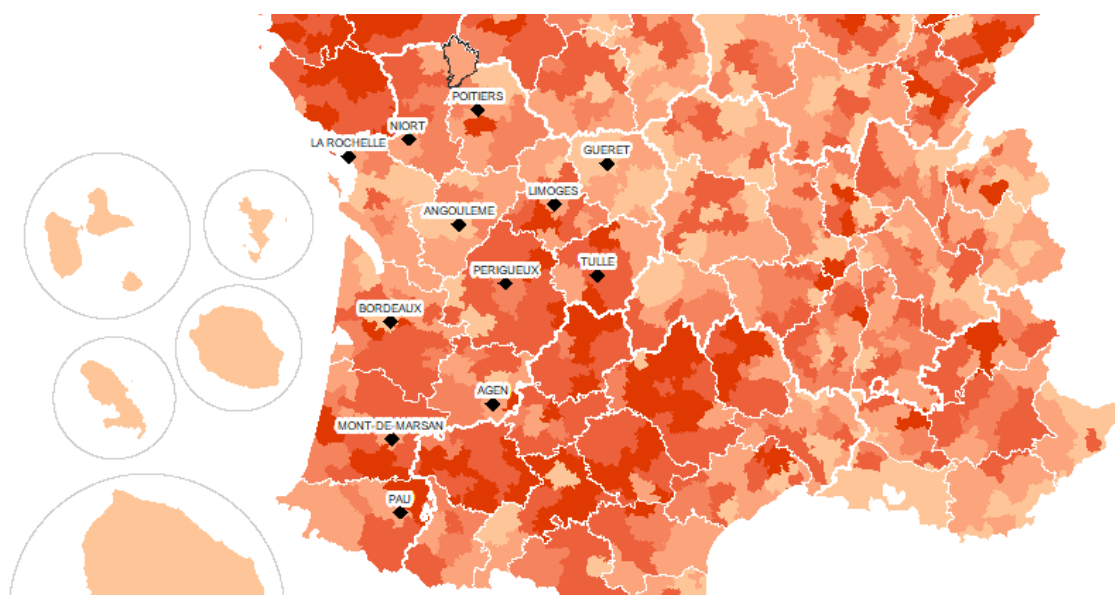 POITIERS
NIORT
LA ROCHELLE
GUERET
LIMOGES
ANGOULEME
TULLE
PERIGUEUX
BORDEAUX
AGEN
MONT-DE-MARSAN
PAU